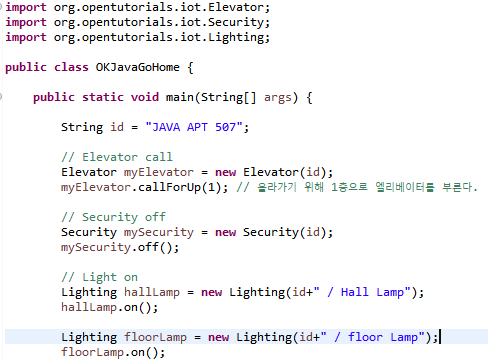 import org.opentutorials.iot.Elevator;
import org.opentutorials.iot.Security;
import org.opentutorials.iot.Lighting;
public class OKJavaGoHome {
public static void main(String[] args) {
String id = "JAVA APT 507";
// Elevator call
Elevator myElevator = new Elevator(id);
myElevator.callForUp(1); // 올라가기 위해 1층으로 엘리베이터를 부른다.
// Security off
Security mySecurity = new Security(id);
mySecurity.off();
// Light on
Lighting hallLamp = new Lighting(id+" / Hall Lamp");
hallLamp.on();
Lighting floorLamp = new Lighting(id+" / floor Lamp");
floorLamp.on();